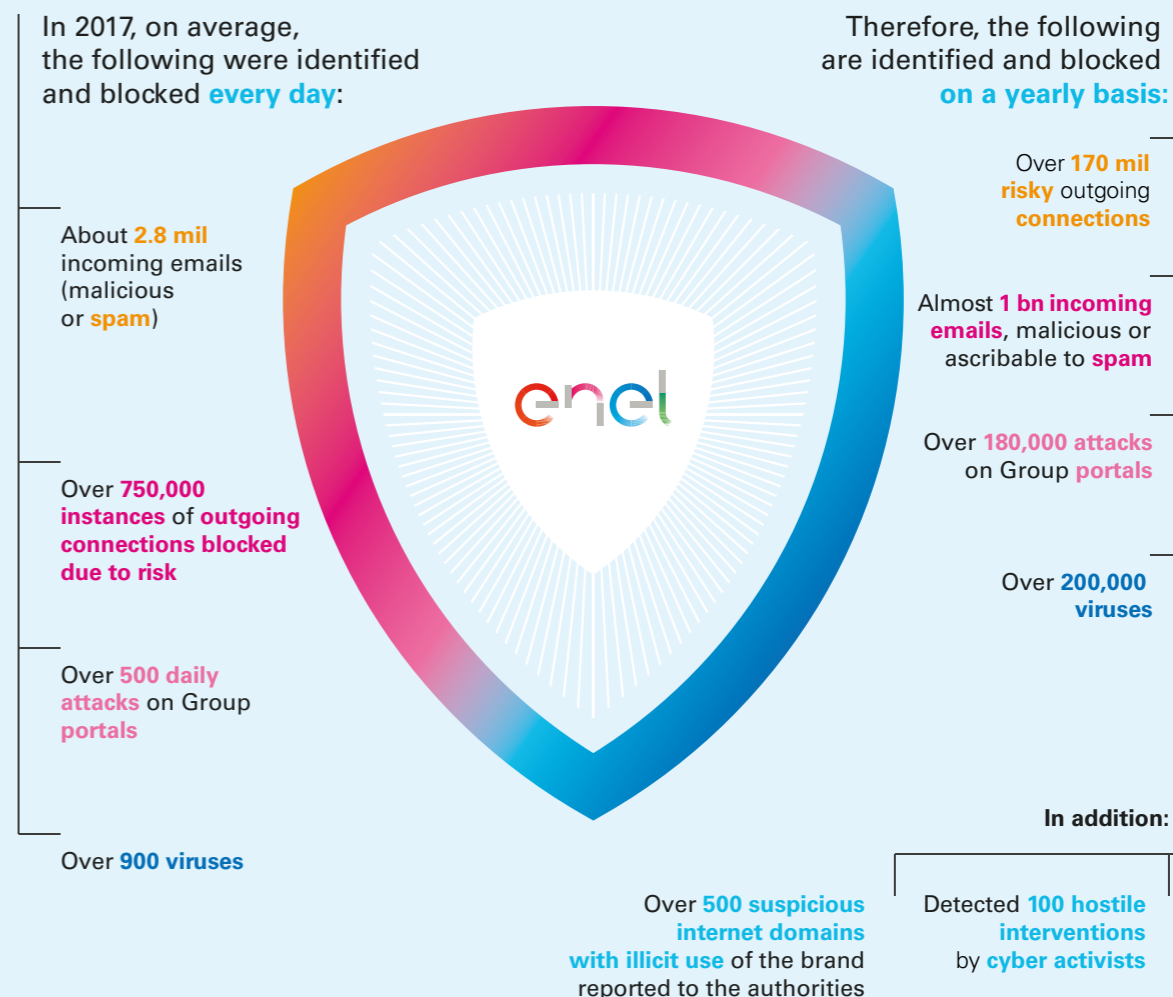 In 2017, on average,
the following were identified
and blocked every day:
About 2.8 mil
incoming emails
(malicious
or spam)
Over 750,000
instances of outgoing
connections blocked
due to risk
Over 500 daily
attacks on Group
portals
Over 900 viruses
enel
Therefore, the following
are identified and blocked
on a yearly basis:
Over 170 mil
risky outgoing
connections
Almost 1 bn incoming
emails, malicious or
ascribable to spam
Over 180,000 attacks
on Group portals
Over 200,000
viruses
In addition:
Over 500 suspicious
internet domains
with illicit use of the brand
reported to the authorities
Detected 100 hostile
interventions
by cyber activists